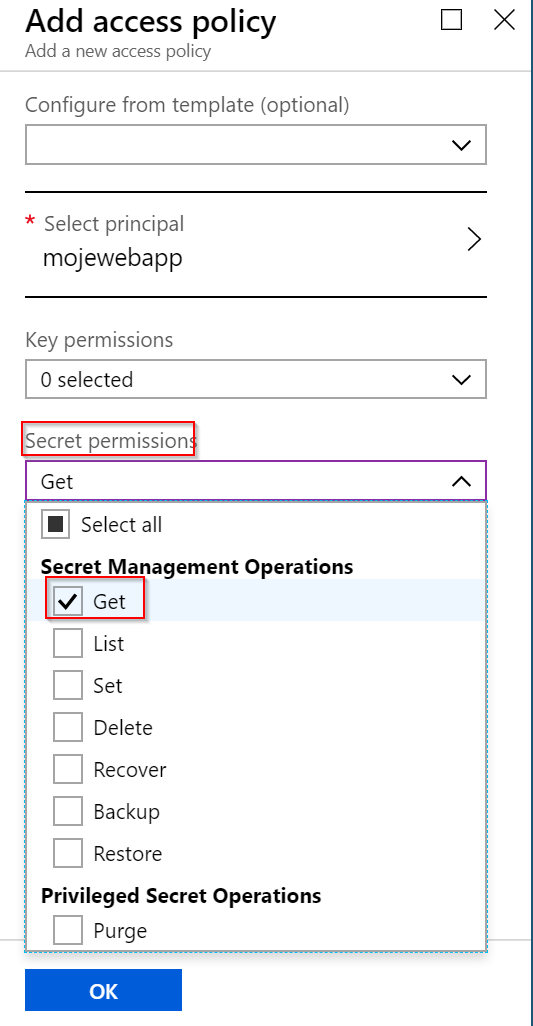 Add access policy
Add a new access policy
Configure from template (optional)
* Select principal
mojewebapp
Key permissions
0 selected
Secret permissions
Get
Select all
Secret Management Operations
Get
List
Set
Delete
Recover
Backup
Restore
Privileged Secret Operations
Purge
OK